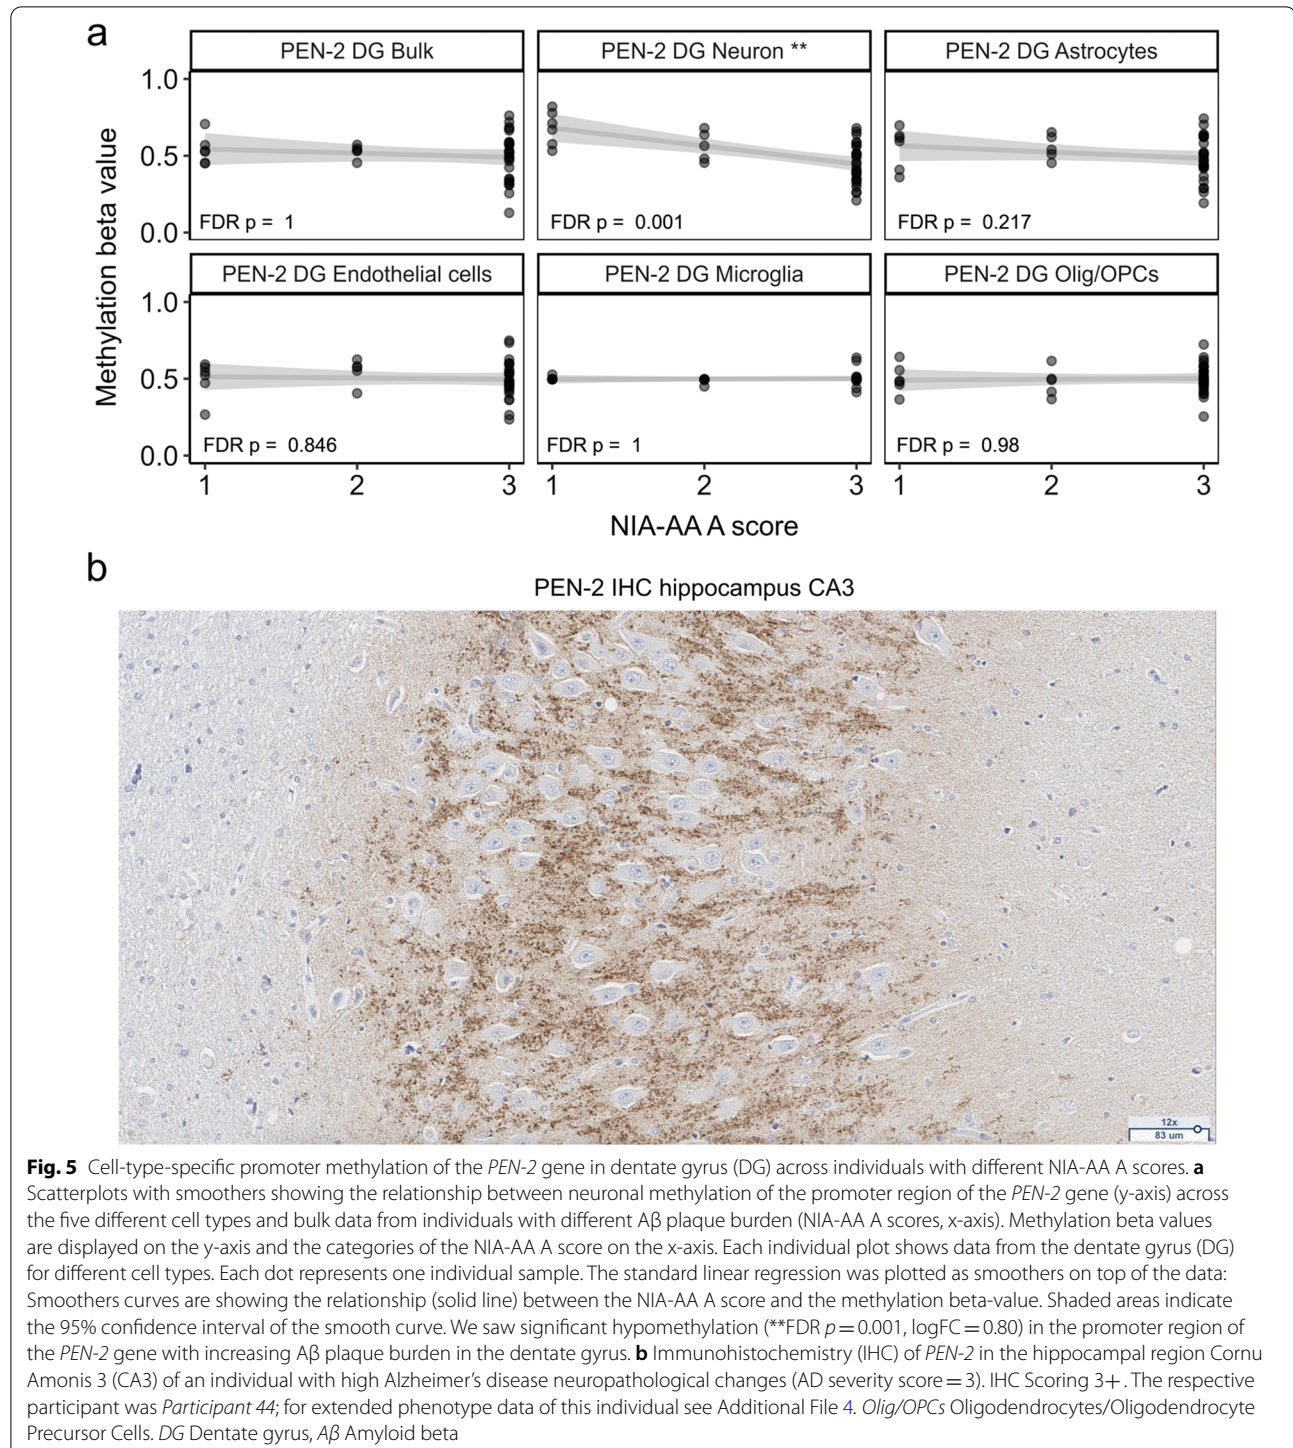 a
PEN-2 DG Bulk
PEN-2 DG Neuron **
PEN-2 DG Astrocytes
1.0
0.5
0.0
FDR p = 1
FDR p = 0.001
FDR p = 0.217
PEN-2 DG Endothelial cells
PEN-2 DG Microglia
PEN-2 DG Olig/OPCs
1.0
0.5
0.0
FDR p = 0.846
FDR p = 1
FDR p = 0.98
Methylation beta value
1 2 3 1 2 3 1 2 3
NIA-AA A score
b
PEN-2 IHC hippocampus CA3
12x
83 um
Fig. 5 Cell-type-specific promoter methylation of the PEN-2 gene in dentate gyrus (DG) across individuals with different NIA-AA A scores. a
Scatterplots with smoothers showing the relationship between neuronal methylation of the promoter region of the PEN-2 gene (y-axis) across
the five different cell types and bulk data from individuals with different Aβ plaque burden (NIA-AA A scores, x-axis). Methylation beta values
are displayed on the y-axis and the categories of the NIA-AA A score on the x-axis. Each individual plot shows data from the dentate gyrus (DG)
for different cell types. Each dot represents one individual sample. The standard linear regression was plotted as smoothers on top of the data:
Smoothers curves are showing the relationship (solid line) between the NIA-AA A score and the methylation beta-value. Shaded areas indicate
the 95% confidence interval of the smooth curve. We saw significant hypomethylation (**FDR p = 0.001, logFC = 0.80) in the promoter region of
the PEN-2 gene with increasing Aβ plaque burden in the dentate gyrus. b Immunohistochemistry (IHC) of PEN-2 in the hippocampal region Cornu
Amonis 3 (CA3) of an individual with high Alzheimer's disease neuropathological changes (AD severity score = 3). IHC Scoring 3+. The respective
participant was Participant 44; for extended phenotype data of this individual see Additional File 4. Olig/OPCs Oligodendrocytes/Oligodendrocyte
Precursor Cells. DG Dentate gyrus, Aβ Amyloid beta